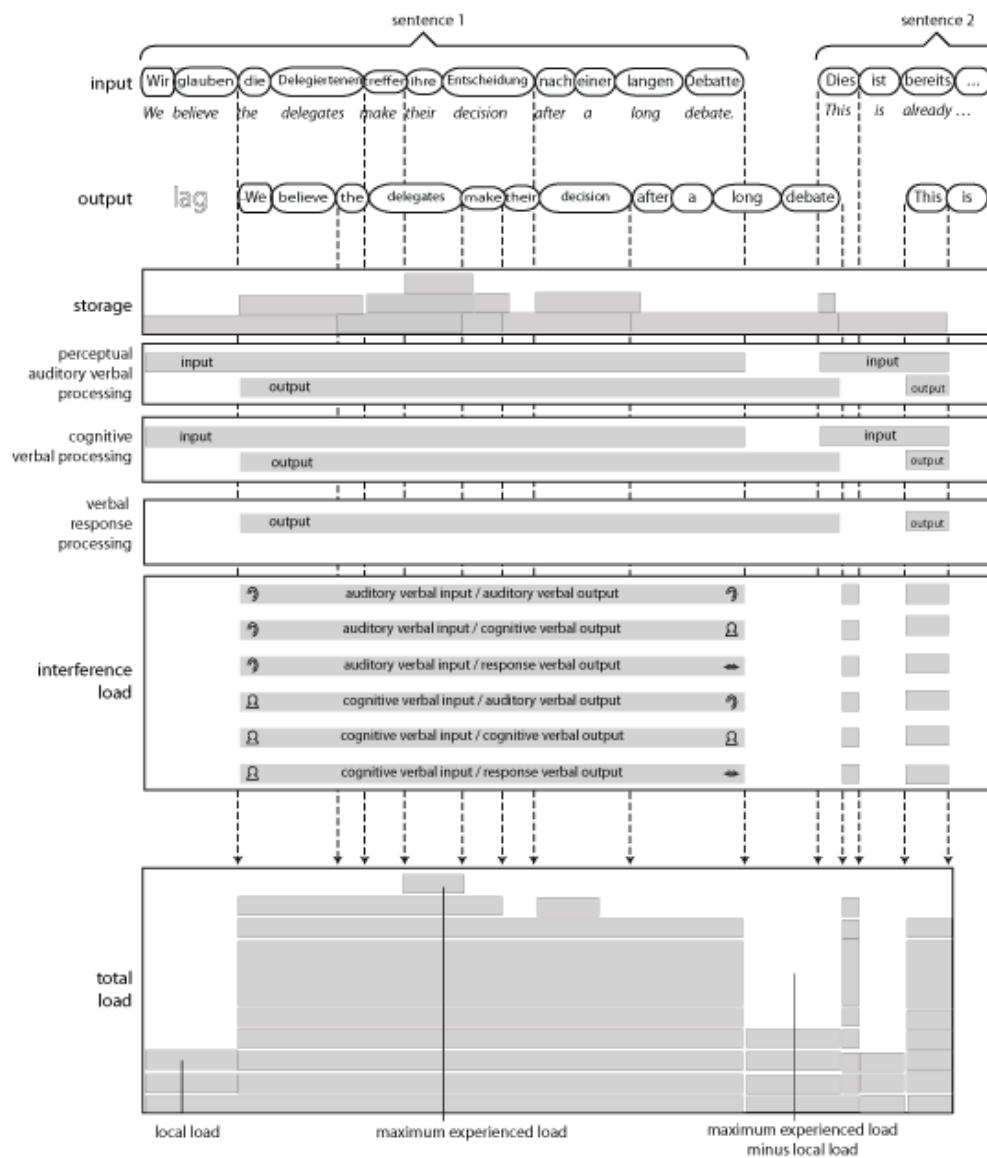 sentence 1 sentence 2
input Wir glauben die Delegiertenen treffen ihre Entscheidung nach einer langen Debatte Dies ist bereits ...
We believe the delegates make their decision after a long debate. This is already ...
output lag We believe the delegates make their decision after a long debate This is
storage
perceptual
auditory verbal
processing
input input
output output
cognitive
verbal processing
input input
output output
verbal
response
processing
output output
interference
load
auditory verbal input / auditory verbal output
auditory verbal input / cognitive verbal output
auditory verbal input / response verbal output
cognitive verbal input / auditory verbal output
cognitive verbal input / cognitive verbal output
cognitive verbal input / response verbal output
total
load
local load maximum experienced load maximum experienced load
minus local load